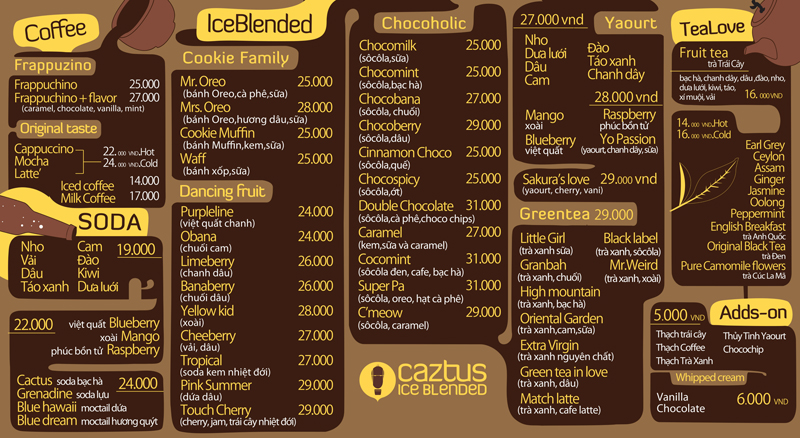 Coffee
Frappuzino
Frappuchino 25.000
Frappuchino + flavor 27.000
(caramel, chocolate, vanilla, mint)
Original taste
Cappuccino 22. 000 VND.Hot
Mocha
Latte' 24. 000 VND.Cold
Iced coffee 14.000
Milk Coffee 17.000
SODA
Nho Cam 19.000
Vải Đào
Dâu Kiwi
Táo xanh Dưa lưới
22.000 việt quất Blueberry
xoài Mango
phúc bồn tử Raspberry
Cactus soda bạc hà 24.000
Grenadine soda lựu
Blue hawaii moctail dứa
Blue dream moctail hương quýt
IceBlended
Cookie Family
Mr. Oreo 25.000
(bánh Oreo,cà phê,sữa)
Mrs. Oreo 28.000
(bánh Oreo,hương dâu,sữa)
Cookie Muffin 25.000
(bánh Muffin,kem,sữa)
Waff 25.000
(bánh xốp,sữa)
Dancing fruit
Purpleline 24.000
(việt quất chanh)
Obana 24.000
(chuối cam)
Limeberry 26.000
(chanh dâu)
Banaberry 26.000
(chuối dâu)
Yellow kid 28.000
(xoài)
Cheeberry 27.000
(vải, dâu)
Tropical 27.000
(soda kem nhiệt đới)
Pink Summer 29.000
(dứa dâu)
Touch Cherry 29.000
(cherry, jam, trái cây nhiệt đới)
Chocoholic
Chocomilk 25.000
(sôcôla,sữa)
Chocomint 25.000
(sôcôla,bạc hà)
Chocobana 27.000
(sôcôla, chuối)
Chocoberry 29.000
(sôcôla,dâu)
Cinnamon Choco 25.000
(sôcôla,quế)
Chocospicy 25.000
(sôcôla,ớt)
Double Chocolate 31.000
(sôcôla,cà phê,choco chips)
Caramel 27.000
(kem,sữa và caramel)
Cocomint 31.000
(sôcôla đen, cafe, bạc hà)
Super Pa 31.000
(sôcôla, oreo, hạt cà phê)
C'meow 29.000
(sôcôla, caramel)
caztus
ICE BLENDED
27.000 vnd Yaourt
Nho Đào
Dưa lưới Táo xanh
Dâu Chanh dây
Cam
28.000 vnd
Mango Raspberry
xoài phúc bồn tử
Blueberry Yo Passion
việt quất (yaourt, chanh dây, sữa)
Sakura's love 29.000 vnd
(yaourt, cherry, vani)
Greentea 29.000
Little Girl Black label
(trà xanh sữa) (trà xanh, sôcôla)
Granbah Mr.Weird
(trà xanh, chuối) (trà xanh, xoài)
High mountain
(trà xanh, bạc hà)
Oriental Garden
(trà xanh,cam,sữa)
Extra Virgin
(trà xanh nguyên chất)
Green tea in love
(trà xanh, dâu)
Match latte
(trà xanh, cafe latte)
TeaLove
Fruit tea
trà Trái Cây
bạc hà, chanh dây, dâu ,đào, nho,
dưa lưới, kiwi, táo,
xí muội, vải 16. 000 VND
14. 000 VND.Hot
16. 000 VND.Cold
Earl Grey
Ceylon
Assam
Ginger
Jasmine
Oolong
Peppermint
English Breakfast
trà Anh Quốc
Original Black Tea
trà Đen
Pure Camomile flowers
trà Cúc La Mã
5.000 VND Adds-on
Thạch trái cây Thủy Tinh Yaourt
Thạch Coffee Chocochip
Thạch Trà Xanh
Whipped cream
Vanilla 6.000 VND
Chocolate